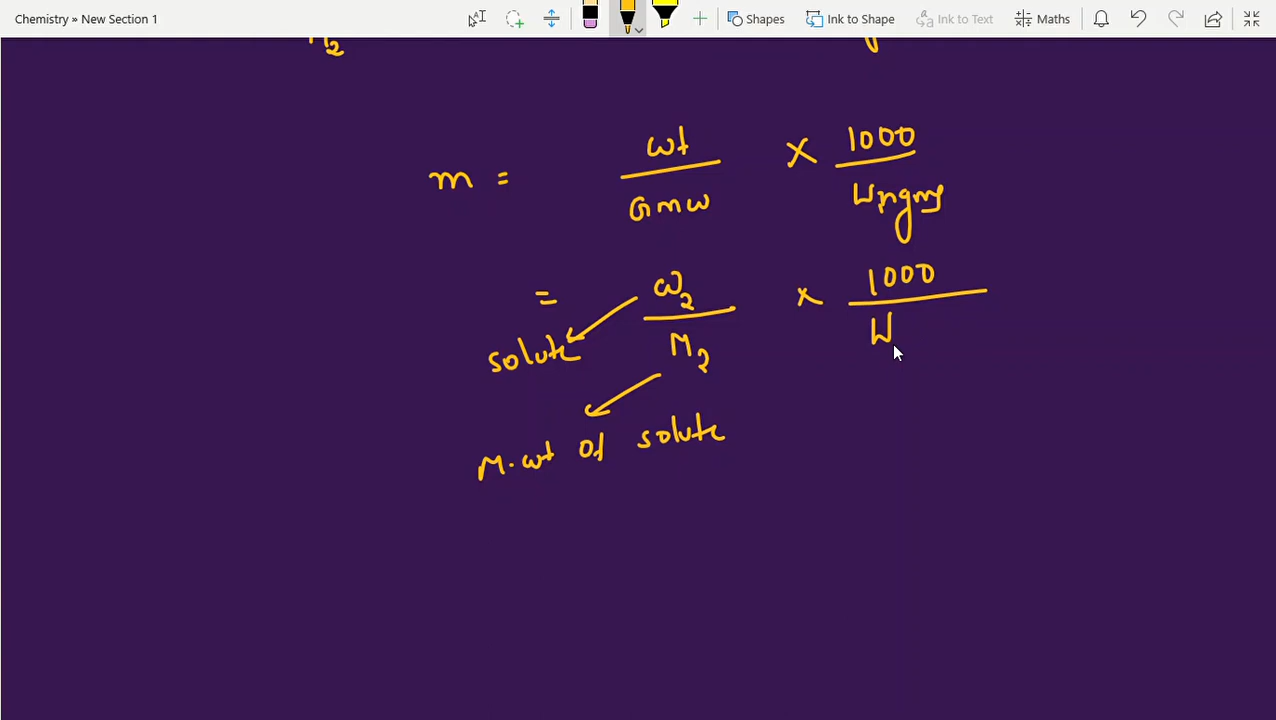 Chemistry » New Section 1
Shapes Ink to Shape Ink to Text Maths
m = wt / Gmw × 1000 / Wngmg
= w2 / M2 × 1000 / W
solute
M.wt of solute